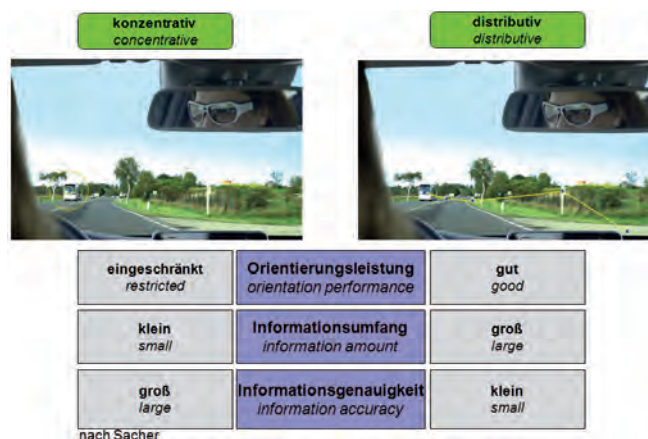 konzentrativ
concentrative
distributiv
distributive
eingeschränkt
restricted
Orientierungsleistung
orientation performance
gut
good
klein
small
Informationsumfang
information amount
groß
large
groß
large
Informationsgenauigkeit
information accuracy
klein
small
nach Sacher